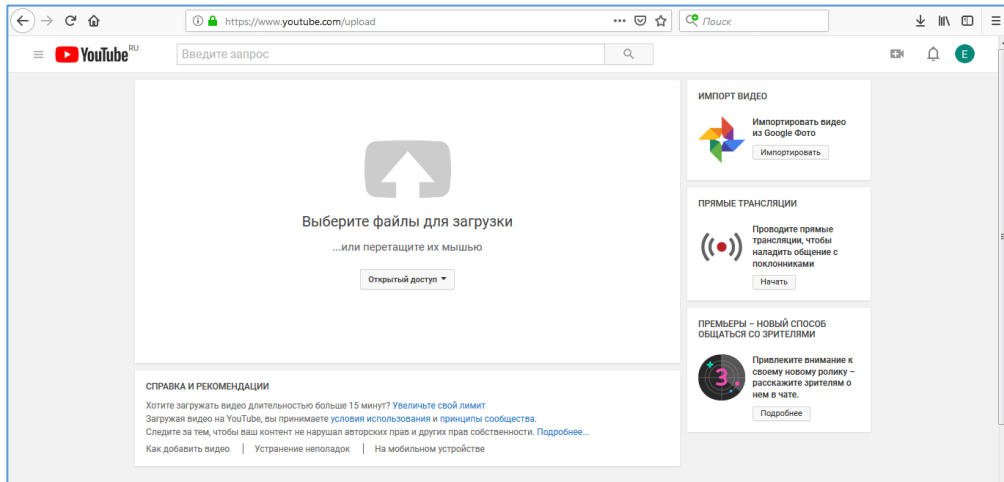 https://www.youtube.com/upload
Поиск
YouTube RU
Введите запрос
E
Выберите файлы для загрузки
...или перетащите их мышью
Открытый доступ
СПРАВКА И РЕКОМЕНДАЦИИ
Хотите загружать видео длительностью больше 15 минут? Увеличьте свой лимит
Загружая видео на YouTube, вы принимаете условия использования и принципы сообщества.
Следите за тем, чтобы ваш контент не нарушал авторских прав и других прав собственности. Подробнее...
Как добавить видео | Устранение неполадок | На мобильном устройстве
ИМПОРТ ВИДЕО
Импортировать видео
из Google Фото
Импортировать
ПРЯМЫЕ ТРАНСЛЯЦИИ
Проводите прямые
трансляции, чтобы
наладить общение с
поклонниками
Начать
ПРЕМЬЕРЫ – НОВЫЙ СПОСОБ
ОБЩАТЬСЯ СО ЗРИТЕЛЯМИ
3
Привлеките внимание к
своему новому ролику –
расскажите зрителям о
нем в чате.
Подробнее